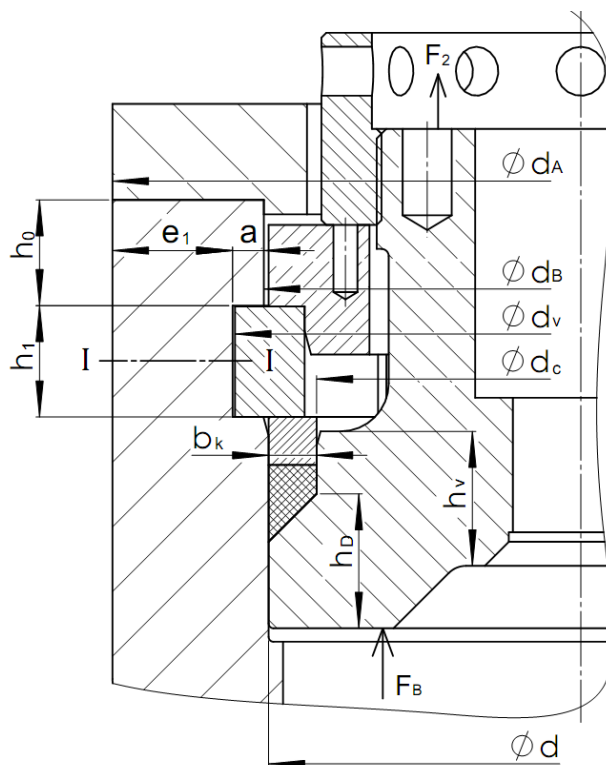 F₂
Ø dA
e₁ a
h₀
Ø dB
Ø dv
I I
h₁
Ø dc
bk
hv
hD
FB
Ø d